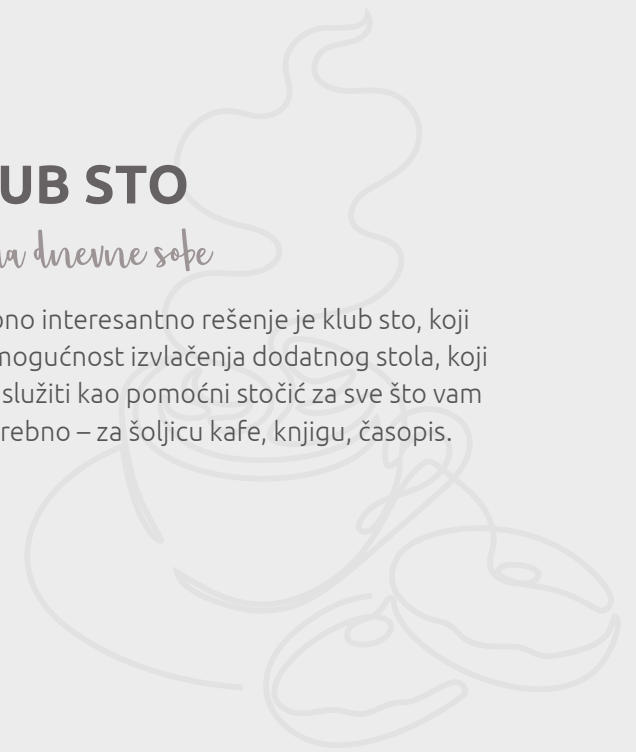 UB STO
na dnevne sobe
ono interesantno rešenje je klub sto, koji
mogućnost izvlačenja dodatnog stola, koji
služiti kao pomoćni stočić za sve što vam
rebno – za šoljicu kafe, knjigu, časopis.